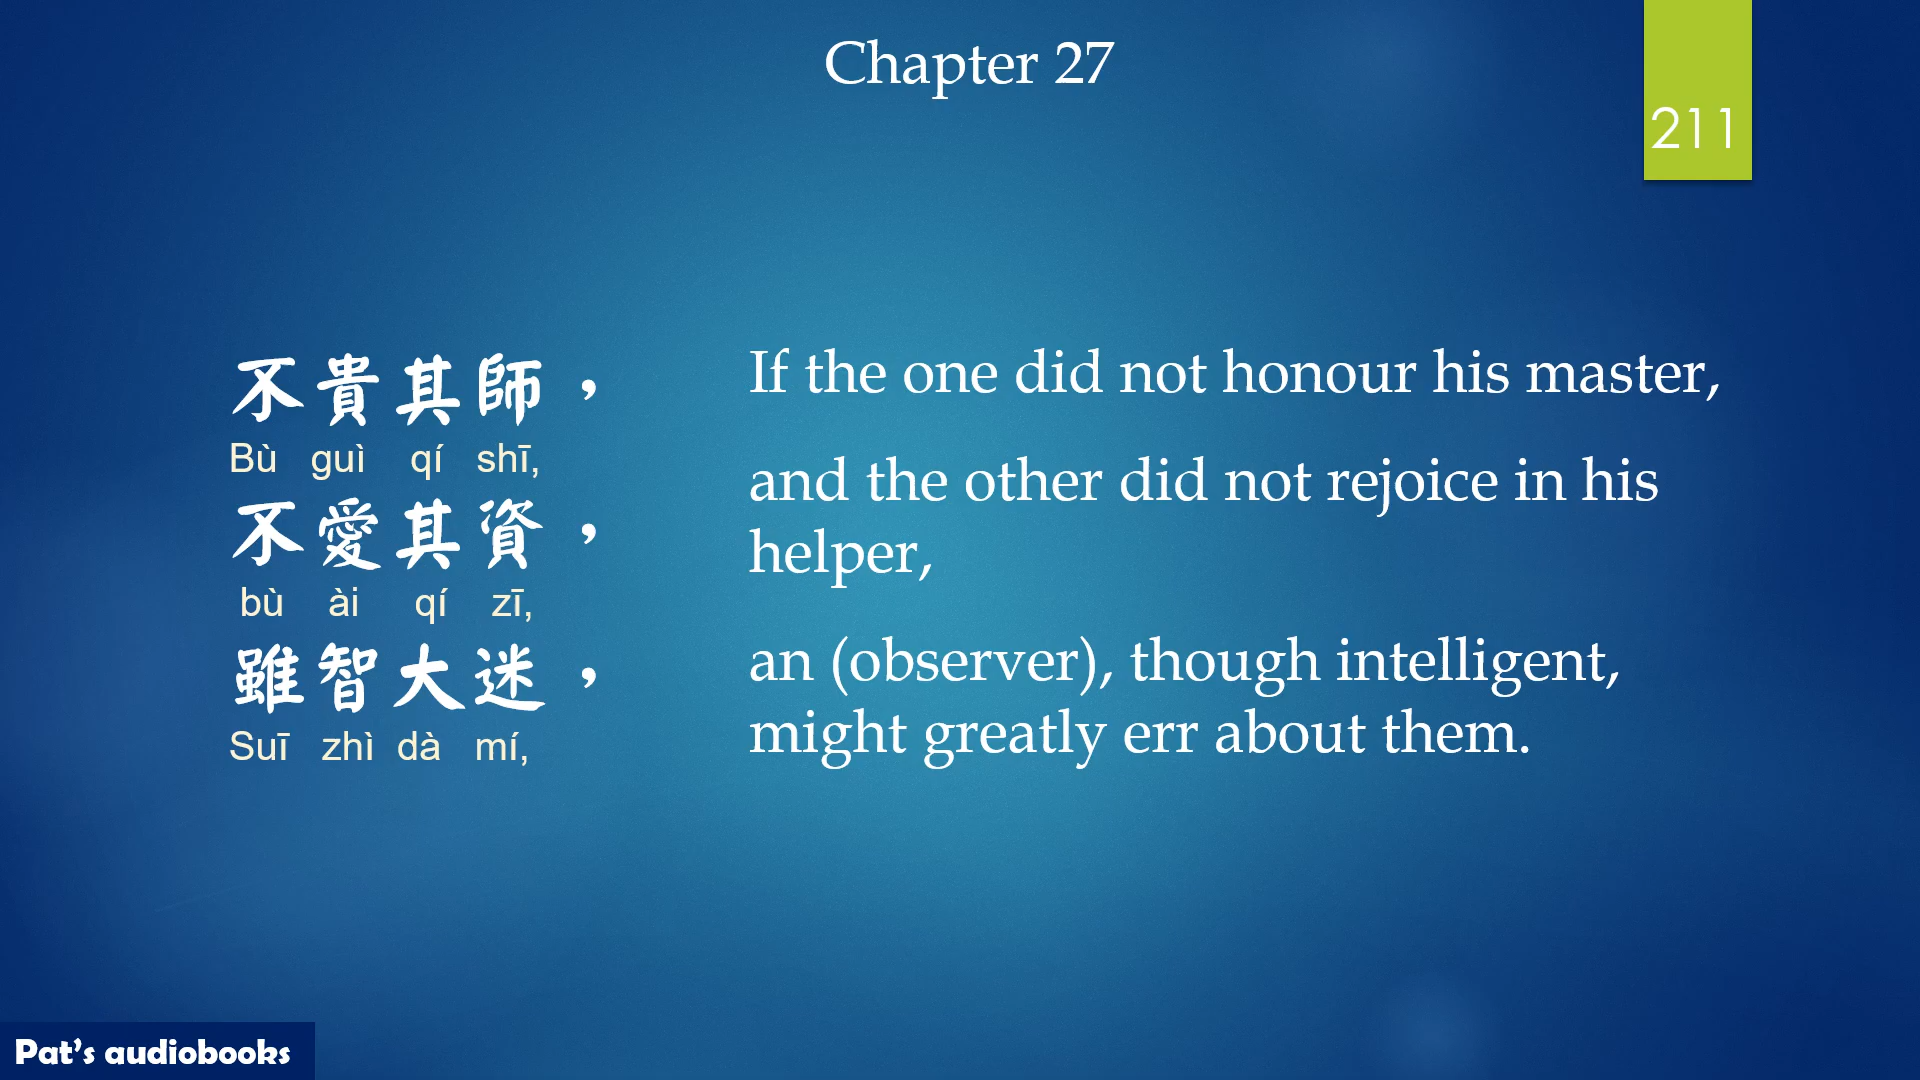 Chapter 27
211
不貴其師，
Bù guì qí shī,
不愛其資，
bù ài qí zī,
雖智大迷，
Suī zhì dà mí,
If the one did not honour his master,
and the other did not rejoice in his
helper,
an (observer), though intelligent,
might greatly err about them.
Pat's audiobooks